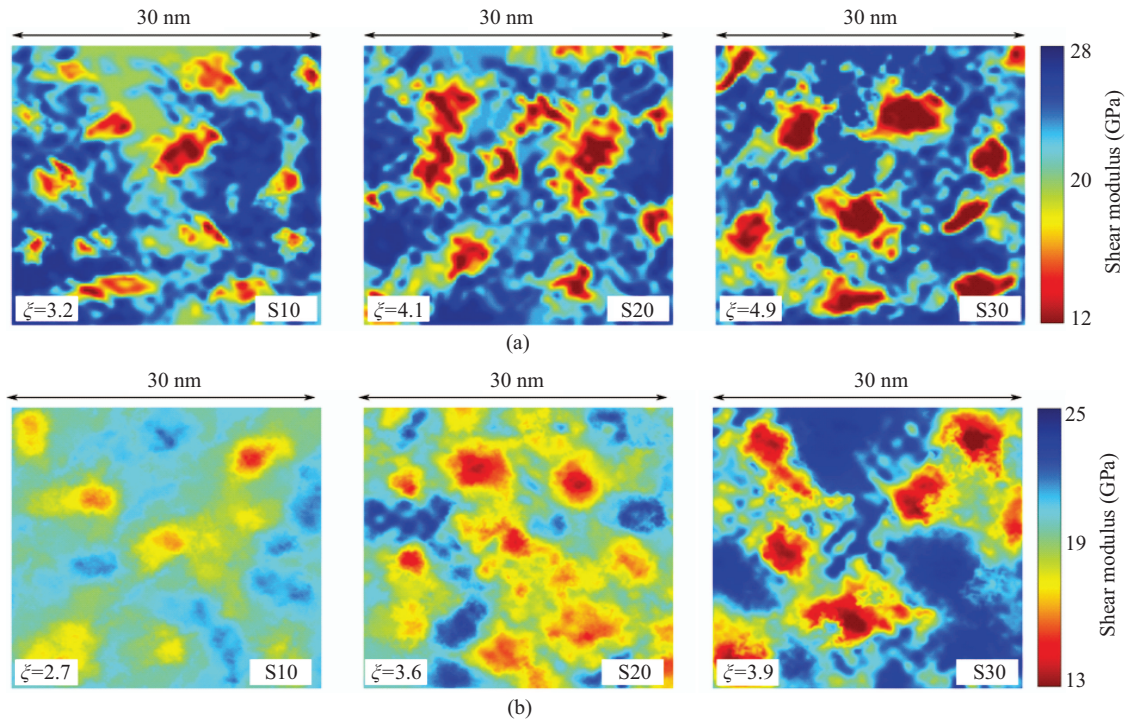 30 nm 30 nm 30 nm
28
20
12
Shear modulus (GPa)
ξ=3.2 S10 ξ=4.1 S20 ξ=4.9 S30
(a)
30 nm 30 nm 30 nm
25
19
13
Shear modulus (GPa)
ξ=2.7 S10 ξ=3.6 S20 ξ=3.9 S30
(b)